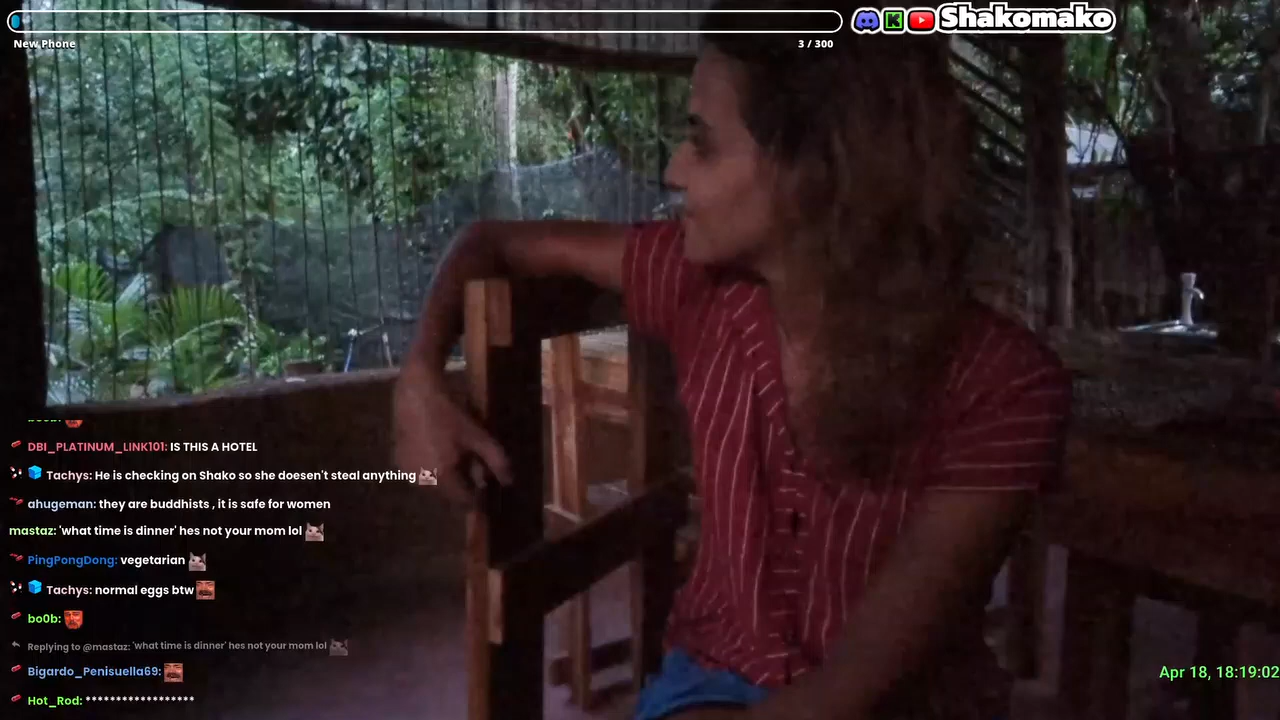 Shakomako
New Phone
3 / 300
bo0b:
DBI_PLATINUM_LINK101: IS THIS A HOTEL
Tachys: He is checking on Shako so she doesen't steal anything
ahugeman: they are buddhists , it is safe for women
mastaz: 'what time is dinner' hes not your mom lol
PingPongDong: vegetarian
Tachys: normal eggs btw
bo0b:
Replying to @mastaz: 'what time is dinner' hes not your mom lol
Bigardo_Penisuella69:
Hot_Rod: ******************
Apr 18, 18:19:02